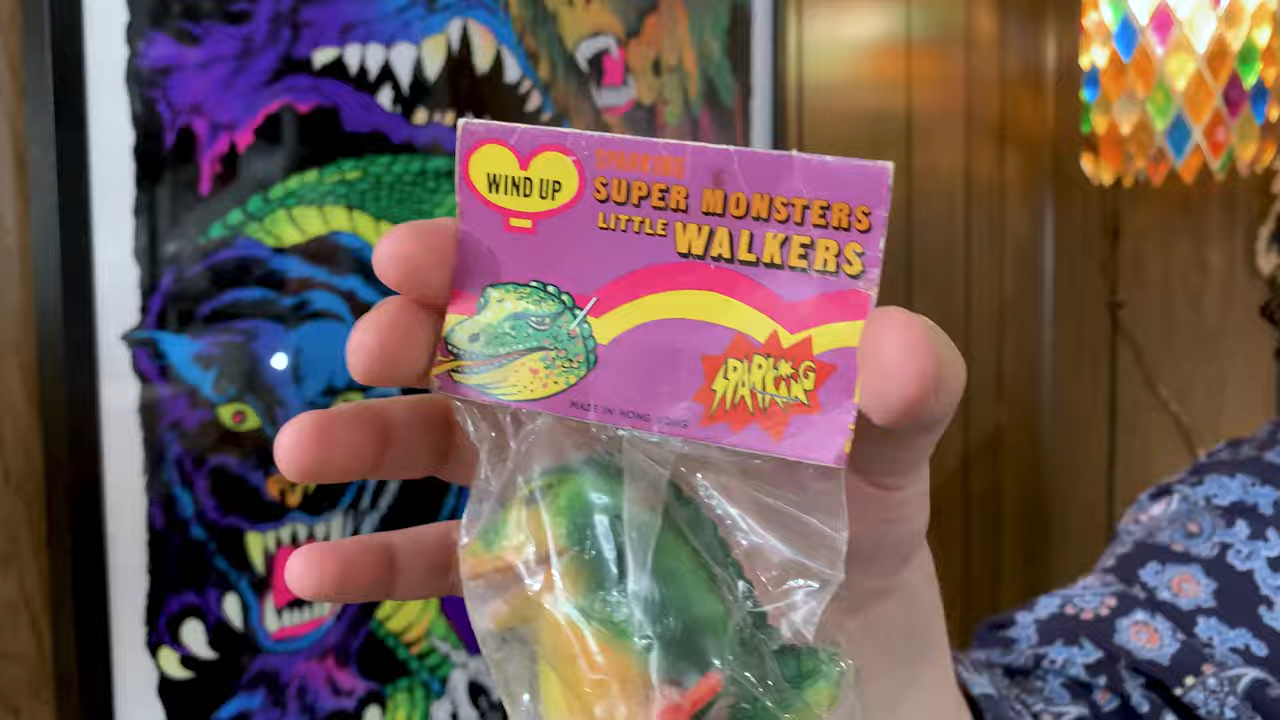 WIND UP
SPARKING
SUPER MONSTERS
LITTLE WALKERS
SPARKING
MADE IN HONG KONG